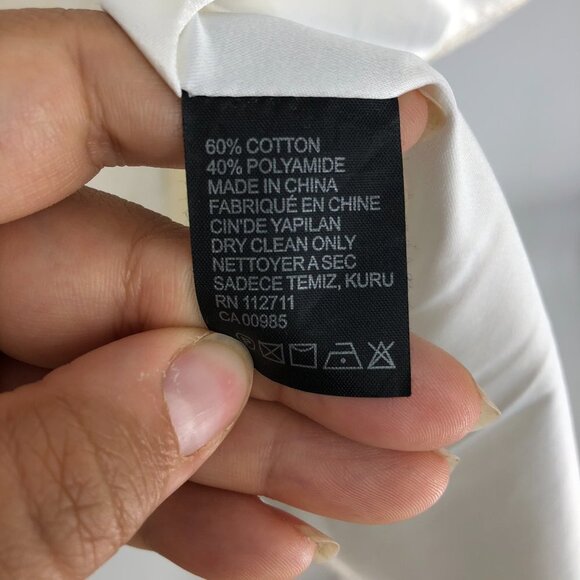 60% COTTON
40% POLYAMIDE
MADE IN CHINA
FABRIQUÉ EN CHINE
CIN'DE YAPILAN
DRY CLEAN ONLY
NETTOYER A SEC
SADECE TEMIZ, KURU
RN 112711
CA 00985